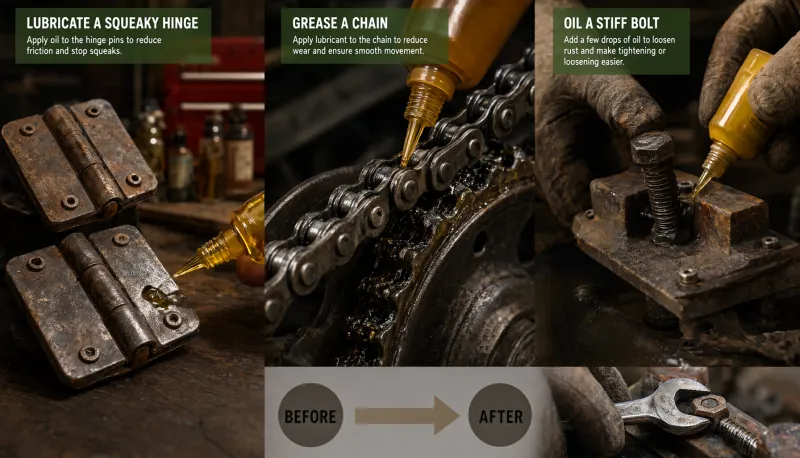 LUBRICATE A SQUEAKY HINGE
Apply oil to the hinge pins to reduce
friction and stop squeaks.
GREASE A CHAIN
Apply lubricant to the chain to reduce
wear and ensure smooth movement.
OIL A STIFF BOLT
Add a few drops of oil to loosen
rust and make tightening or
loosening easier.
BEFORE
AFTER